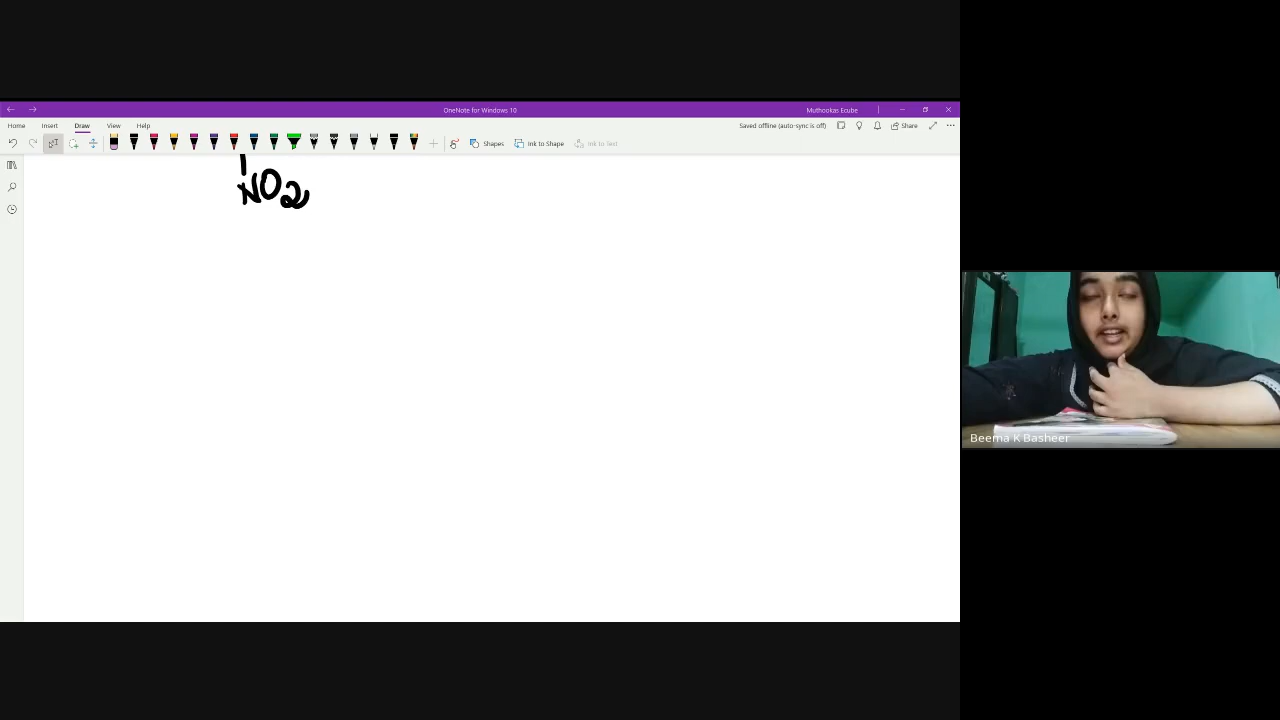 OneNote for Windows 10
Muthookas Ecube
Home Insert Draw View Help
Saved offline (auto-sync is off)
Share
Shapes
Ink to Shape
Ink to Text
NO2
Beema K Basheer